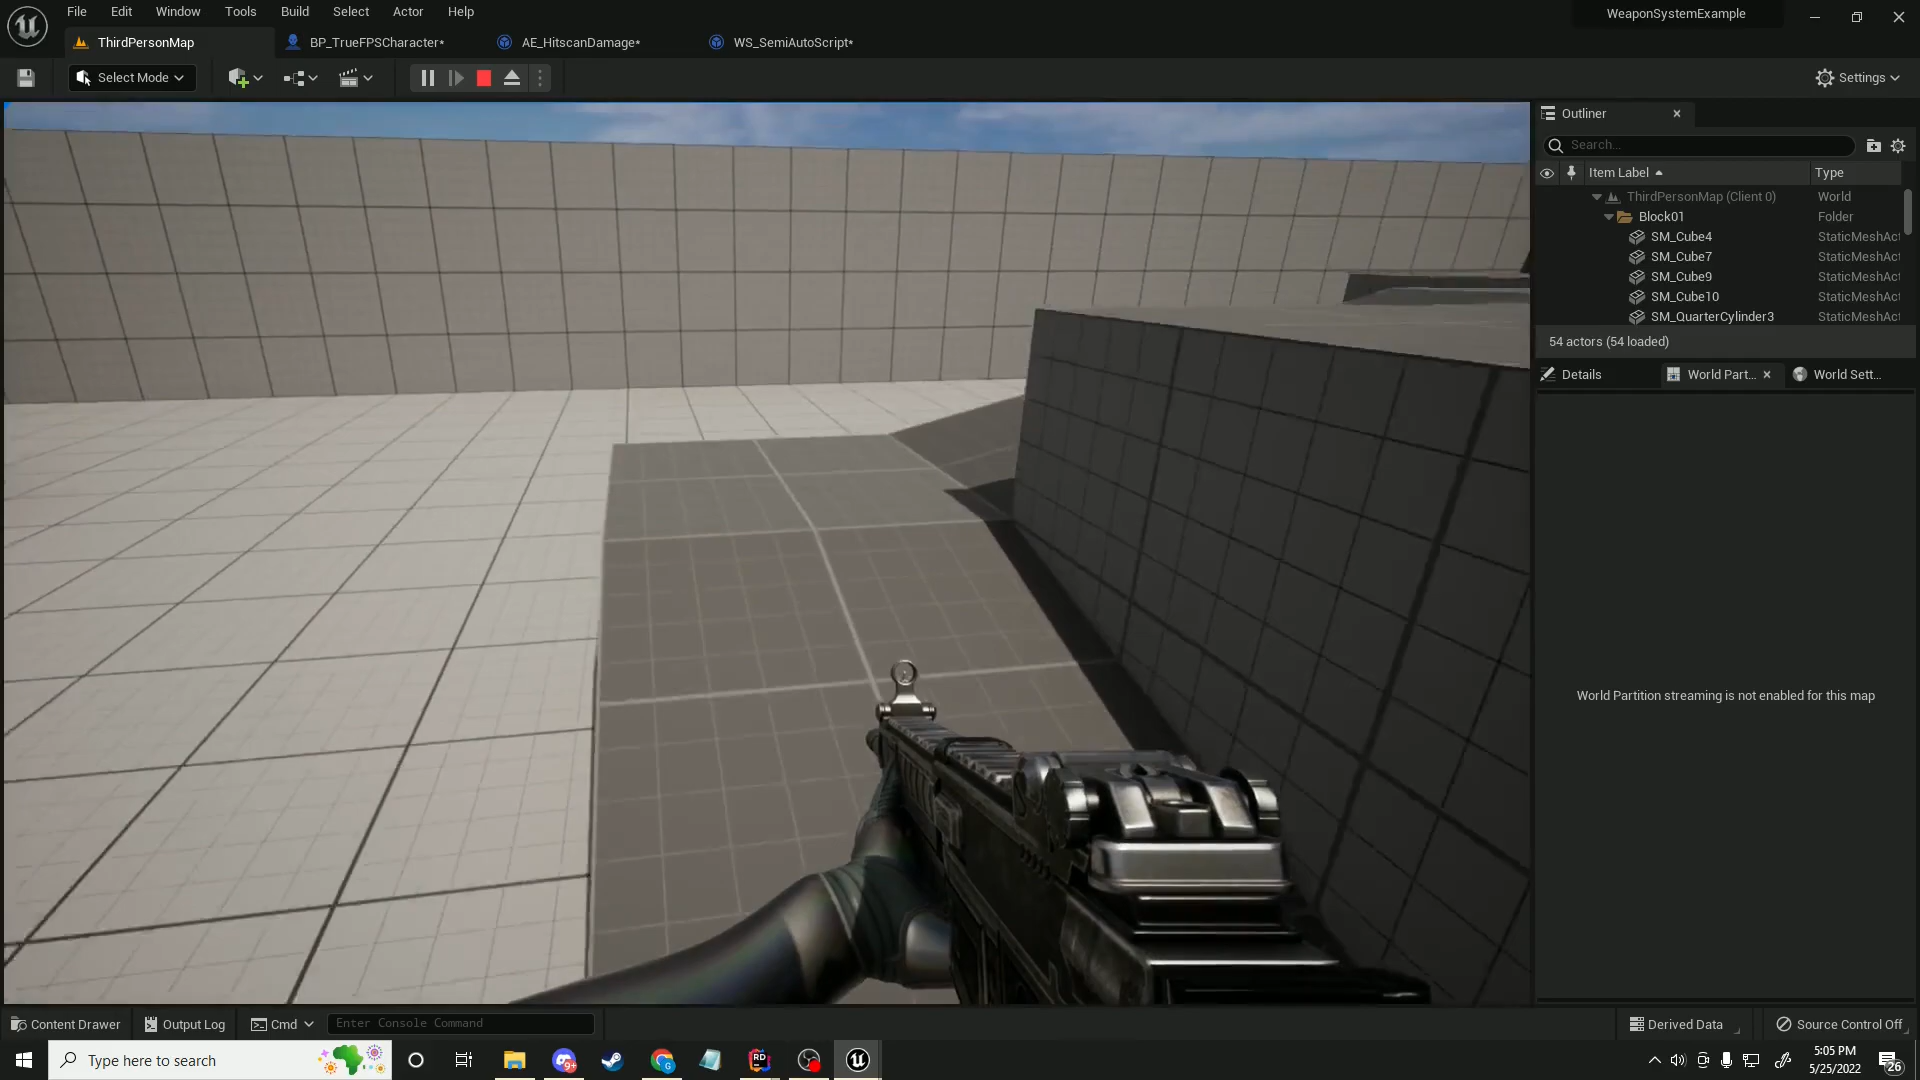 File Edit Window Tools Build Select Actor Help
WeaponSystemExample
ThirdPersonMap
BP_TrueFPSCharacter*
AE_HitscanDamage*
WS_SemiAutoScript*
Select Mode
Settings
Outliner
Search...
Item Label
Type
ThirdPersonMap (Client 0) World
Block01 Folder
SM_Cube4 StaticMeshAct
SM_Cube7 StaticMeshAct
SM_Cube9 StaticMeshAct
SM_Cube10 StaticMeshAct
SM_QuarterCylinder3 StaticMeshAct
54 actors (54 loaded)
Details
World Part...
World Sett...
World Partition streaming is not enabled for this map
Content Drawer
Output Log
Cmd
Enter Console Command
Derived Data
Source Control Off
Type here to search
9+
RD
G
5:05 PM
5/25/2022
26